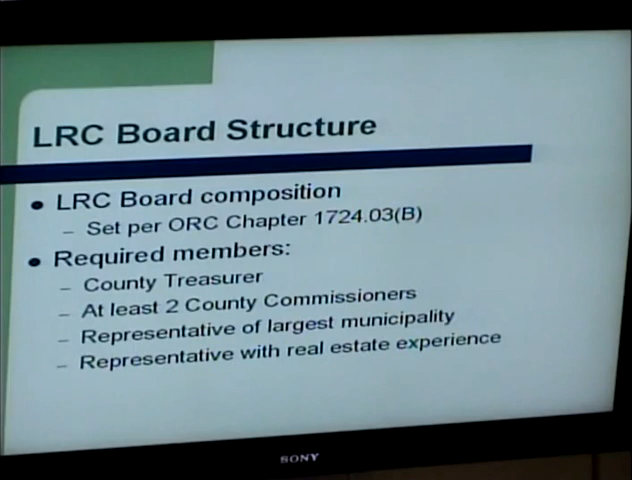 LRC Board Structure
● LRC Board composition
– Set per ORC Chapter 1724.03(B)
● Required members:
– County Treasurer
– At least 2 County Commissioners
– Representative of largest municipality
– Representative with real estate experience
SONY